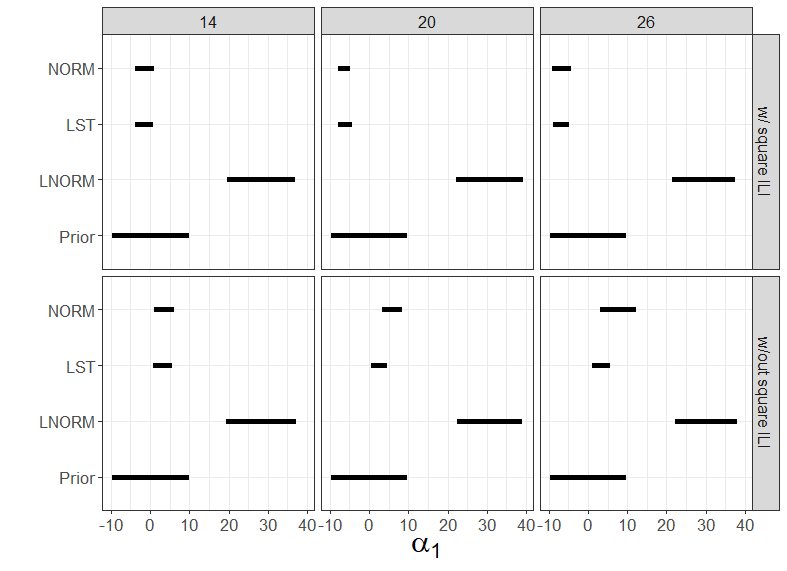 14 20 26
NORM
LST
LNORM
Prior
w/ square ILI
NORM
LST
LNORM
Prior
w/out square ILI
-10 0 10 20 30 40 -10 0 10 20 30 40 -10 0 10 20 30 40
α1